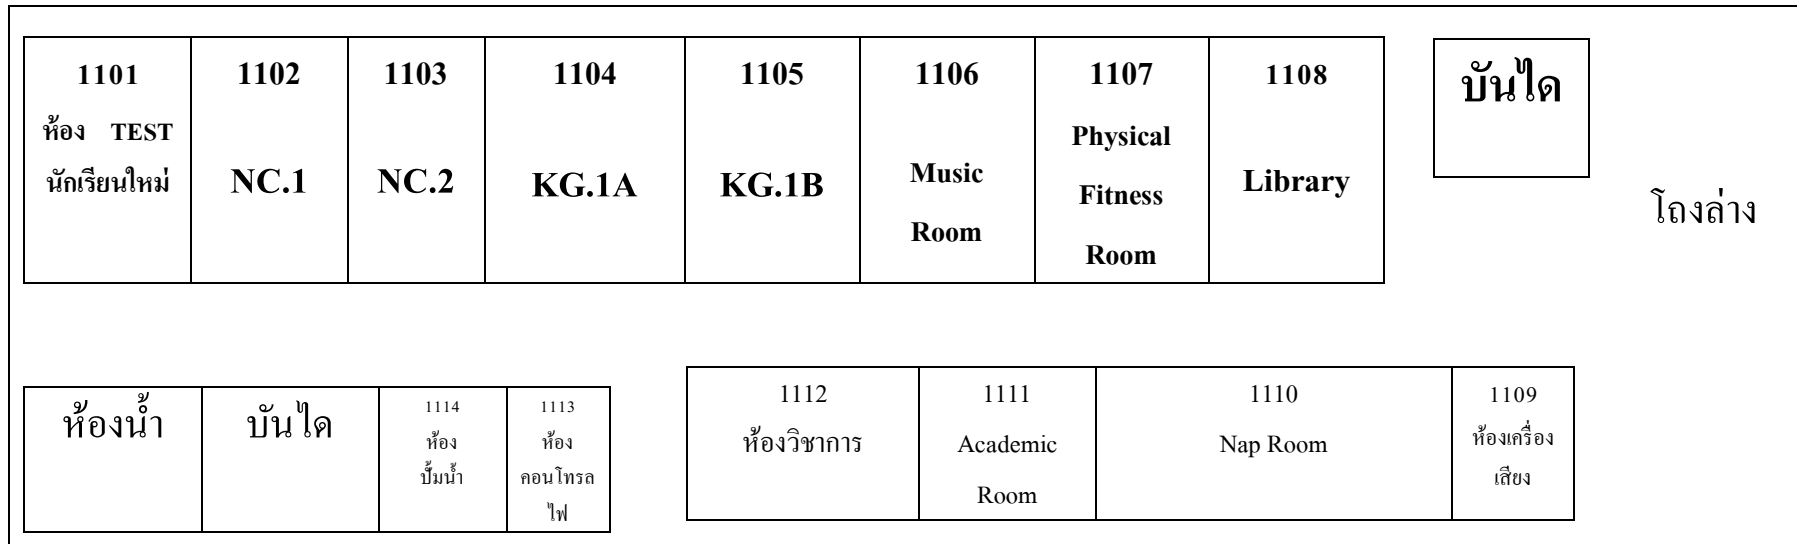 1101
ห้อง TEST
นักเรียนใหม่
1102
NC.1
1103
NC.2
1104
KG.1A
1105
KG.1B
1106
Music
Room
1107
Physical
Fitness
Room
1108
Library
บันได
โถงล่าง
ห้องน้ำ
บันได
1114
ห้อง
ปั้มน้ำ
1113
ห้อง
คอนโทรล
ไฟ
1112
ห้องวิชาการ
1111
Academic
Room
1110
Nap Room
1109
ห้องเครื่อง
เสียง